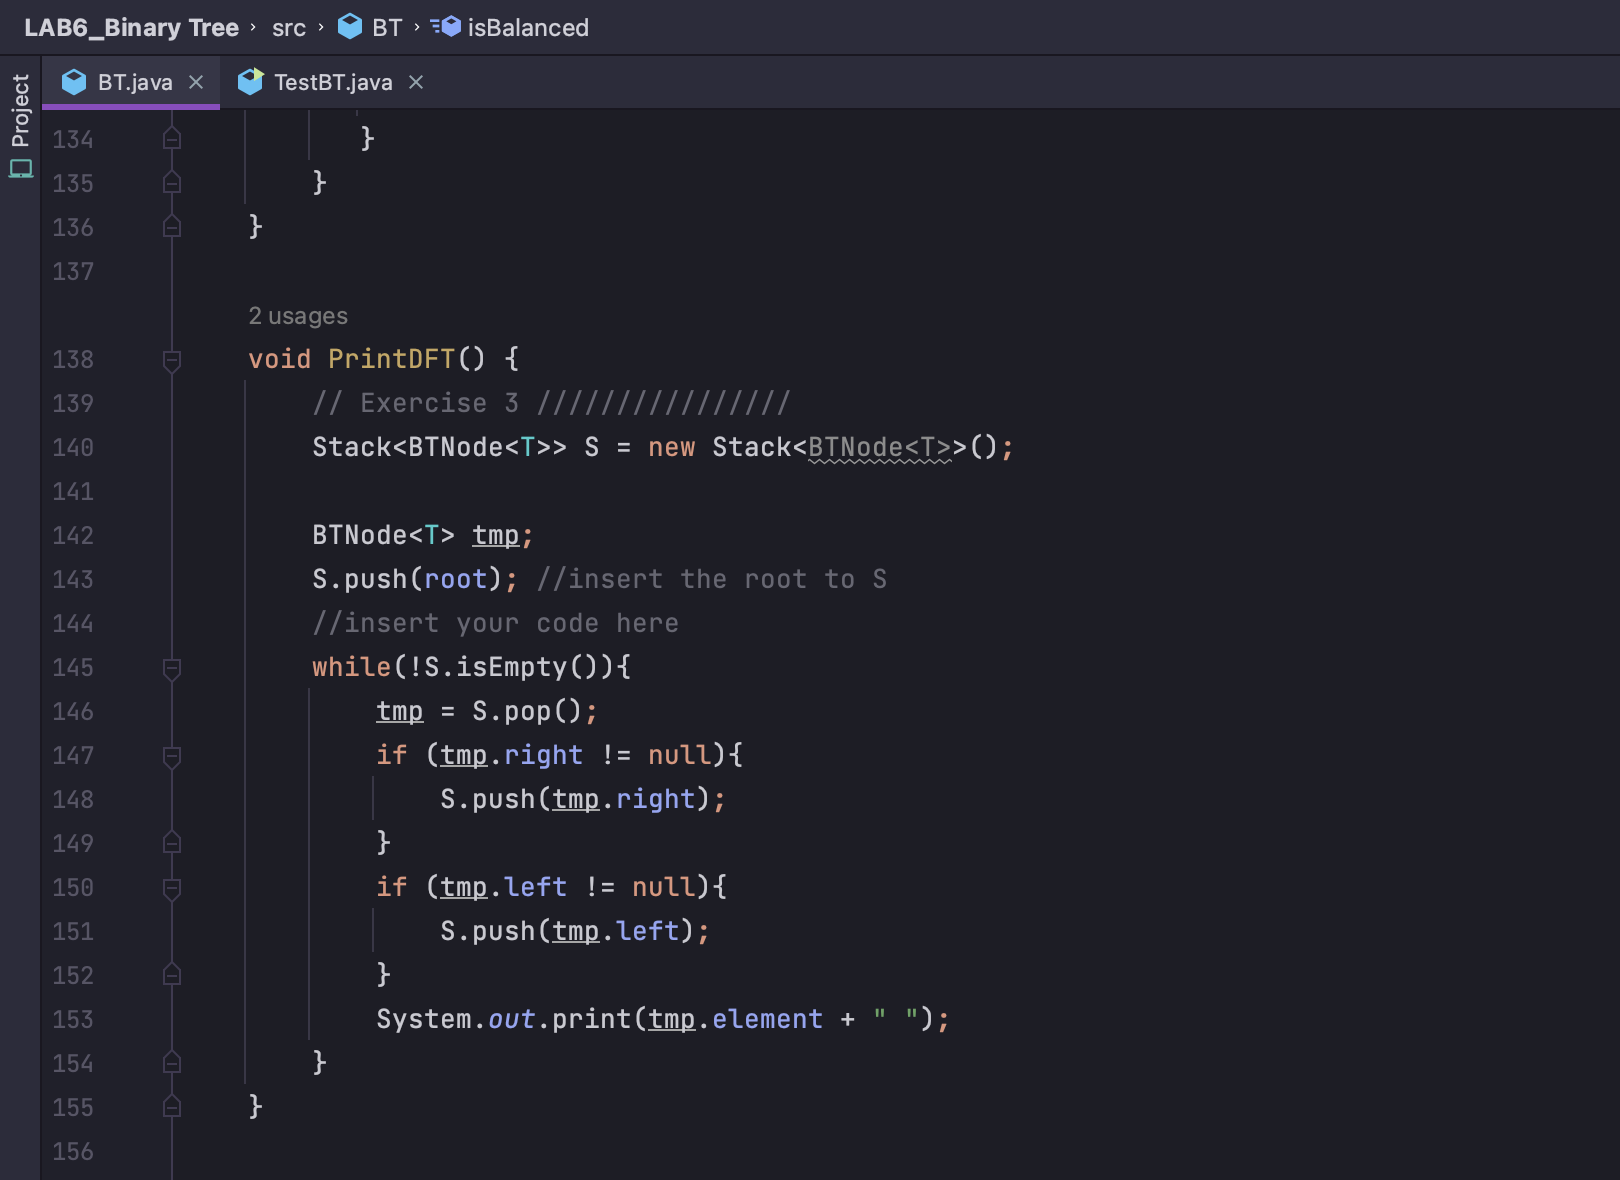 LAB6_Binary Tree › src › BT › isBalanced
Project
BT.java × TestBT.java ×
134 }
135 }
136 }
137
2 usages
138 void PrintDFT() {
139 // Exercise 3 ////////////////
140 Stack<BTNode<T>> S = new Stack<BTNode<T>>();
141
142 BTNode<T> tmp;
143 S.push(root); //insert the root to S
144 //insert your code here
145 while(!S.isEmpty()){
146 tmp = S.pop();
147 if (tmp.right != null){
148 S.push(tmp.right);
149 }
150 if (tmp.left != null){
151 S.push(tmp.left);
152 }
153 System.out.print(tmp.element + " ");
154 }
155 }
156